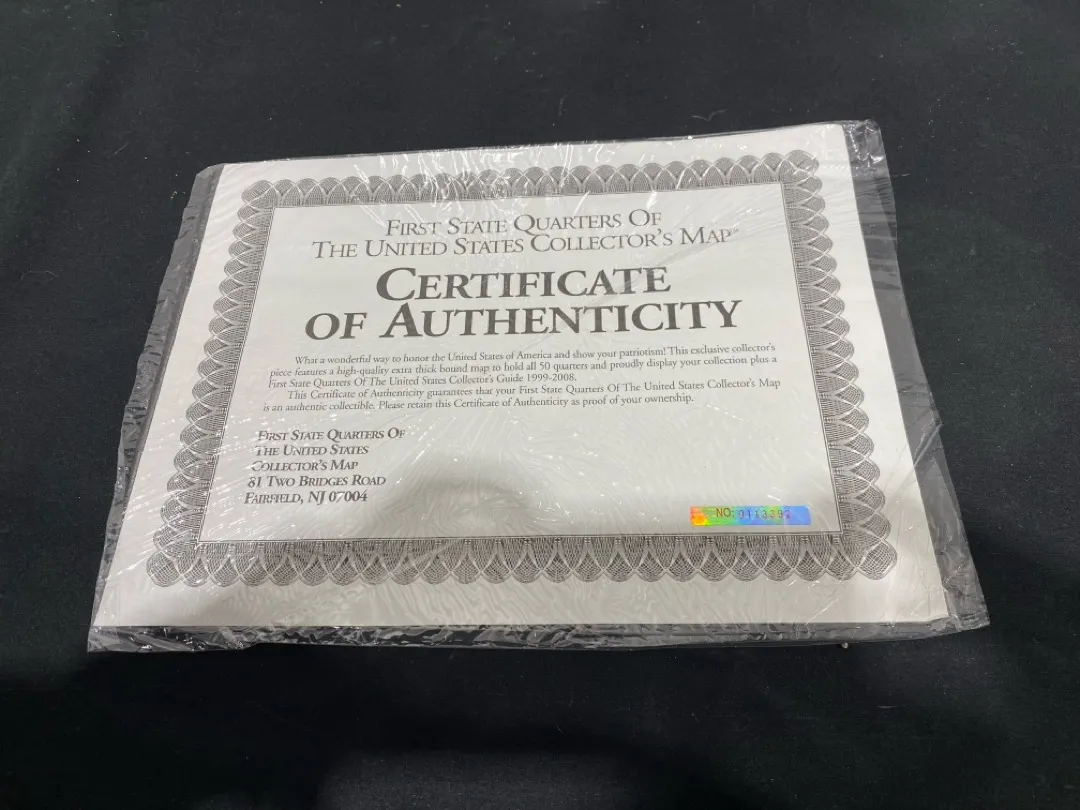 FIRST STATE QUARTERS OF
THE UNITED STATES COLLECTOR'S MAP™
CERTIFICATE
OF AUTHENTICITY
What a wonderful way to honor the United States of America and show your patriotism! This exclusive collector's
piece features a high-quality extra thick bound map to hold all 50 quarters and proudly display your collection plus a
First State Quarters Of The United States Collector's Guide 1999-2008.
This Certificate of Authenticity guarantees that your First State Quarters Of The United States Collector's Map
is an authentic collectible. Please retain this Certificate of Authenticity as proof of your ownership.
FIRST STATE QUARTERS OF
THE UNITED STATES
COLLECTOR'S MAP
81 TWO BRIDGES ROAD
FAIRFIELD, NJ 07004
NO: